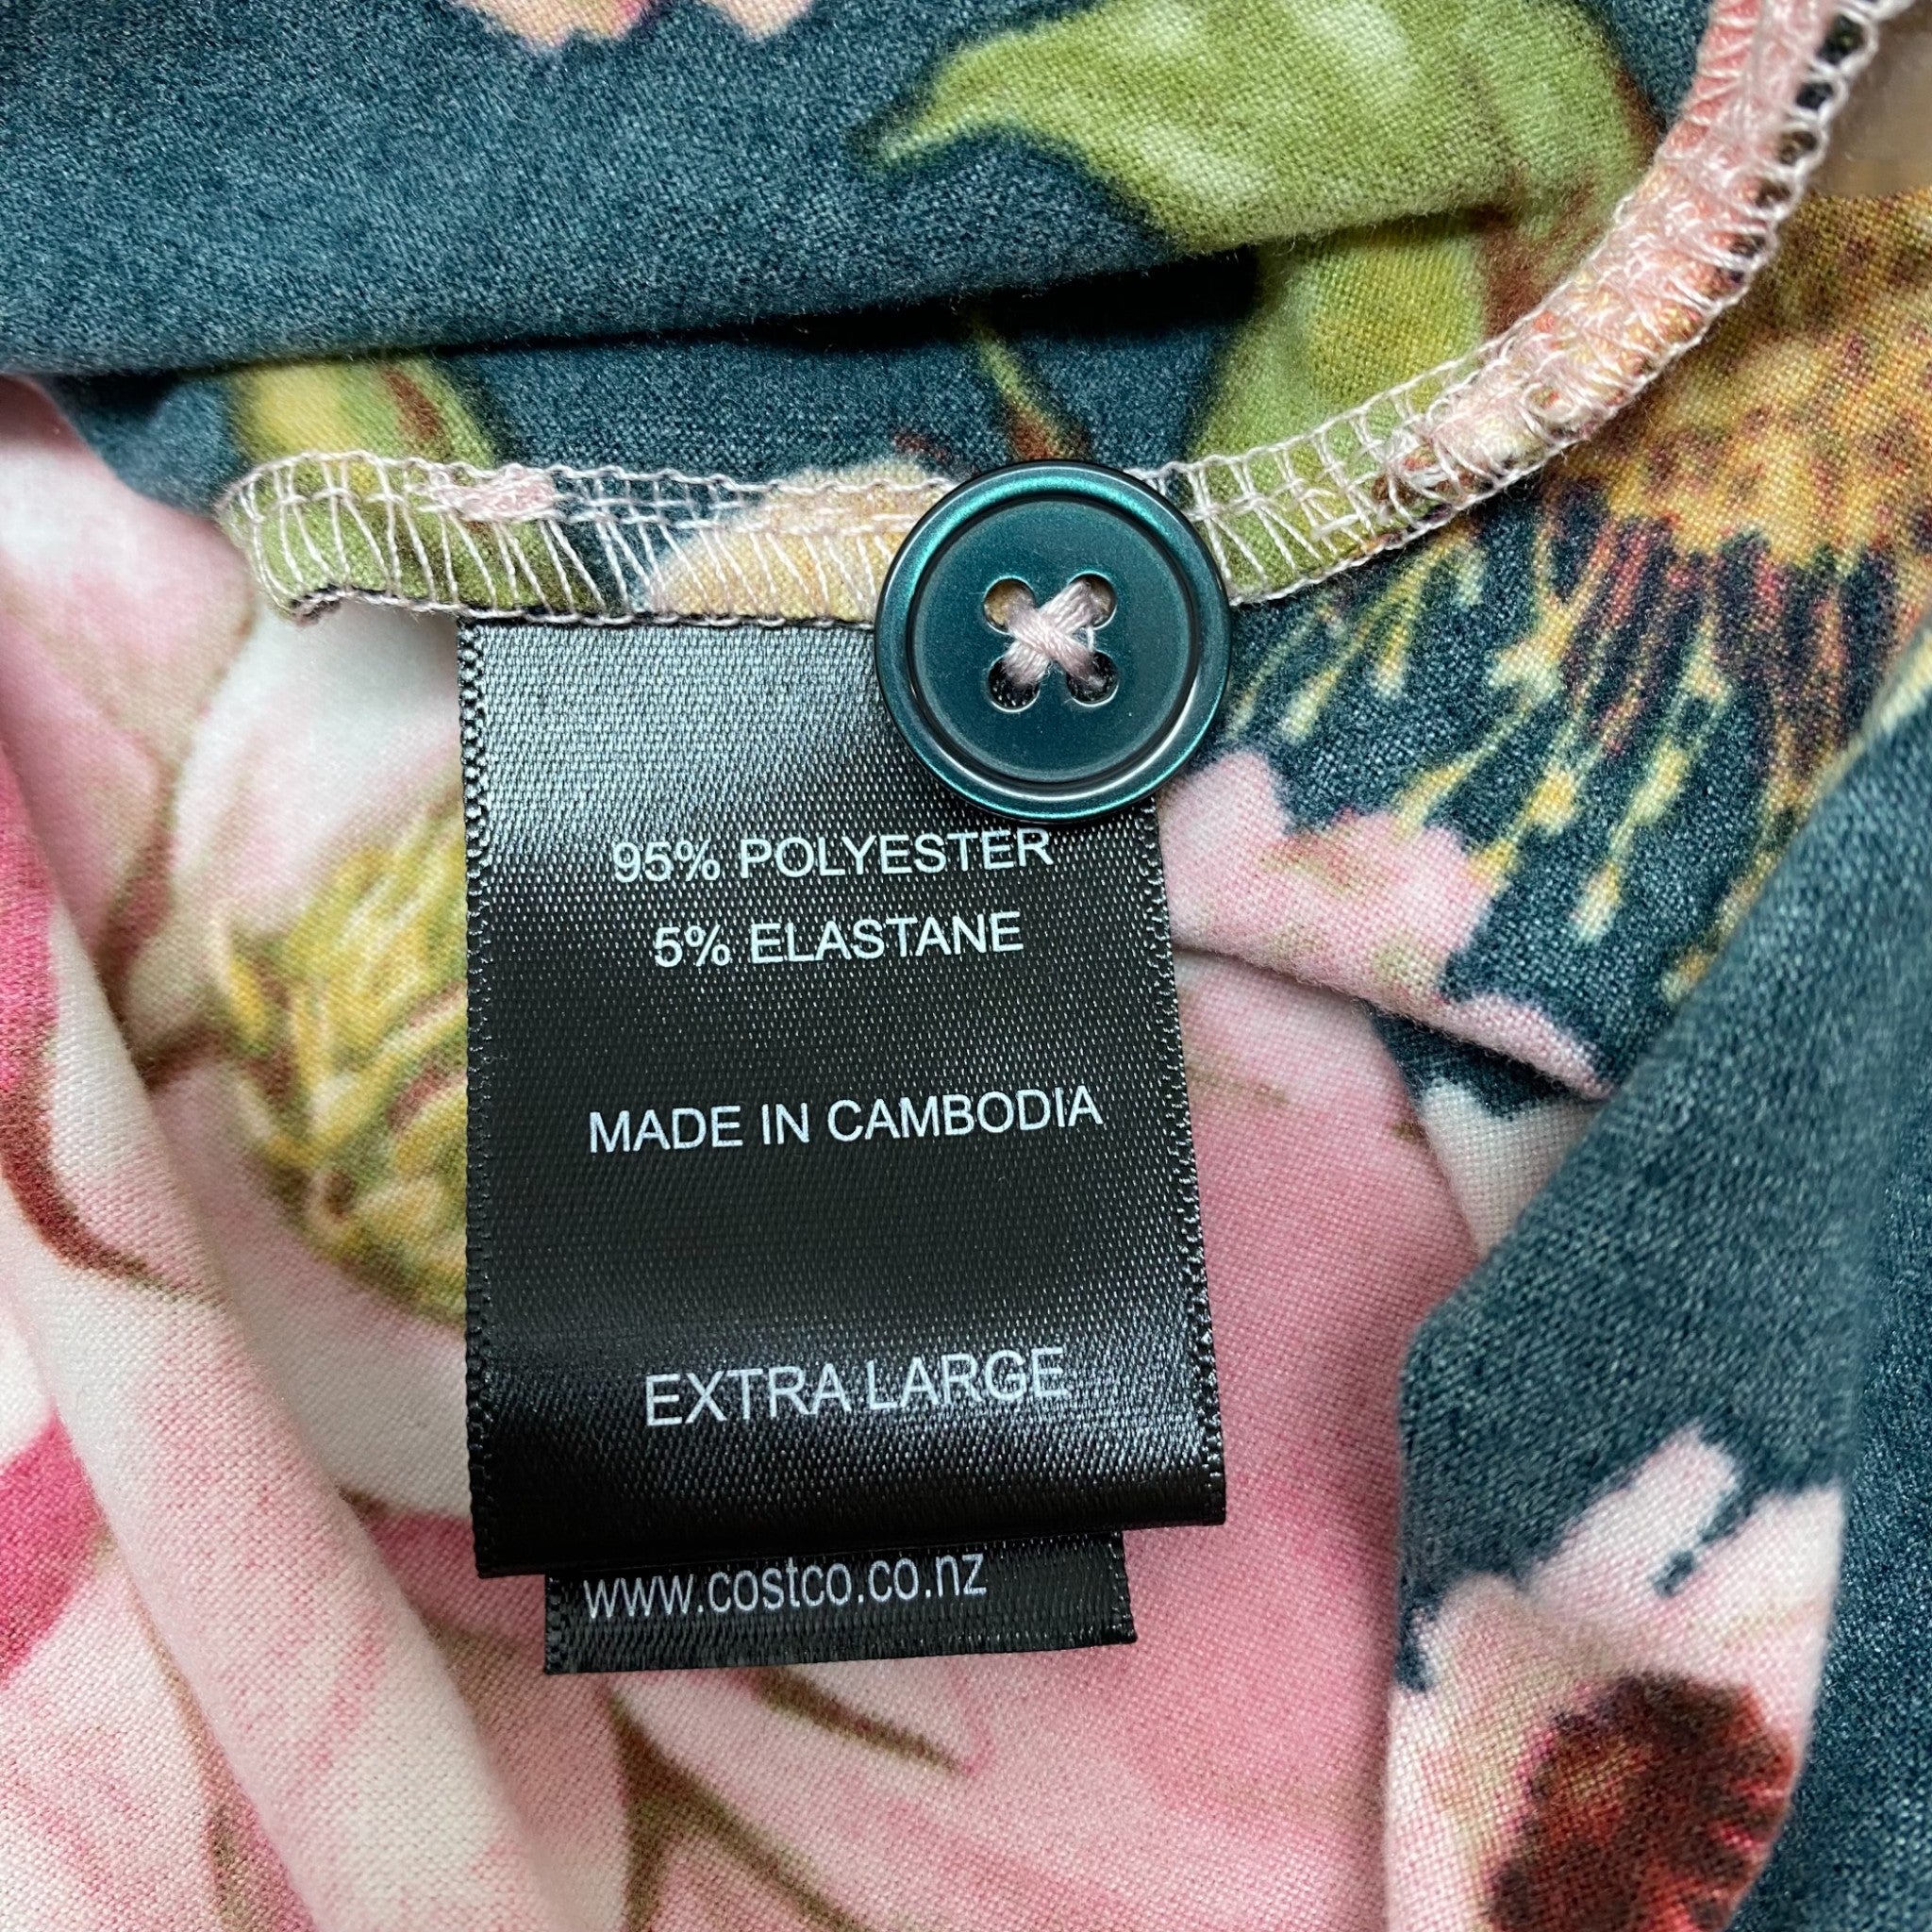 95% POLYESTER
5% ELASTANE
MADE IN CAMBODIA
EXTRA LARGE
www.costco.co.nz